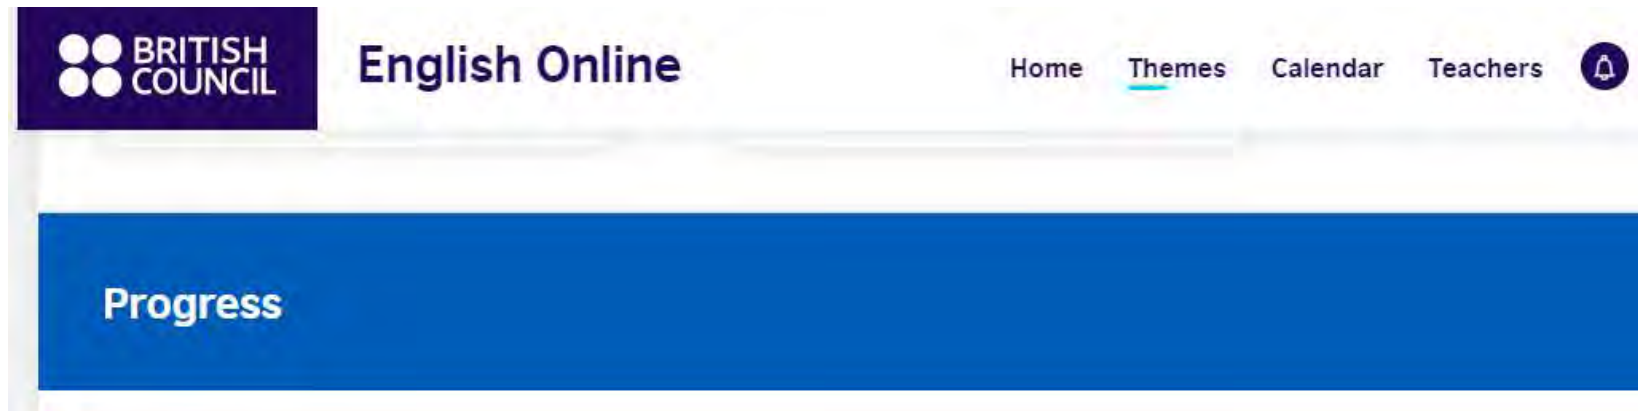 BRITISH
COUNCIL
English Online
Home Themes Calendar Teachers
Progress